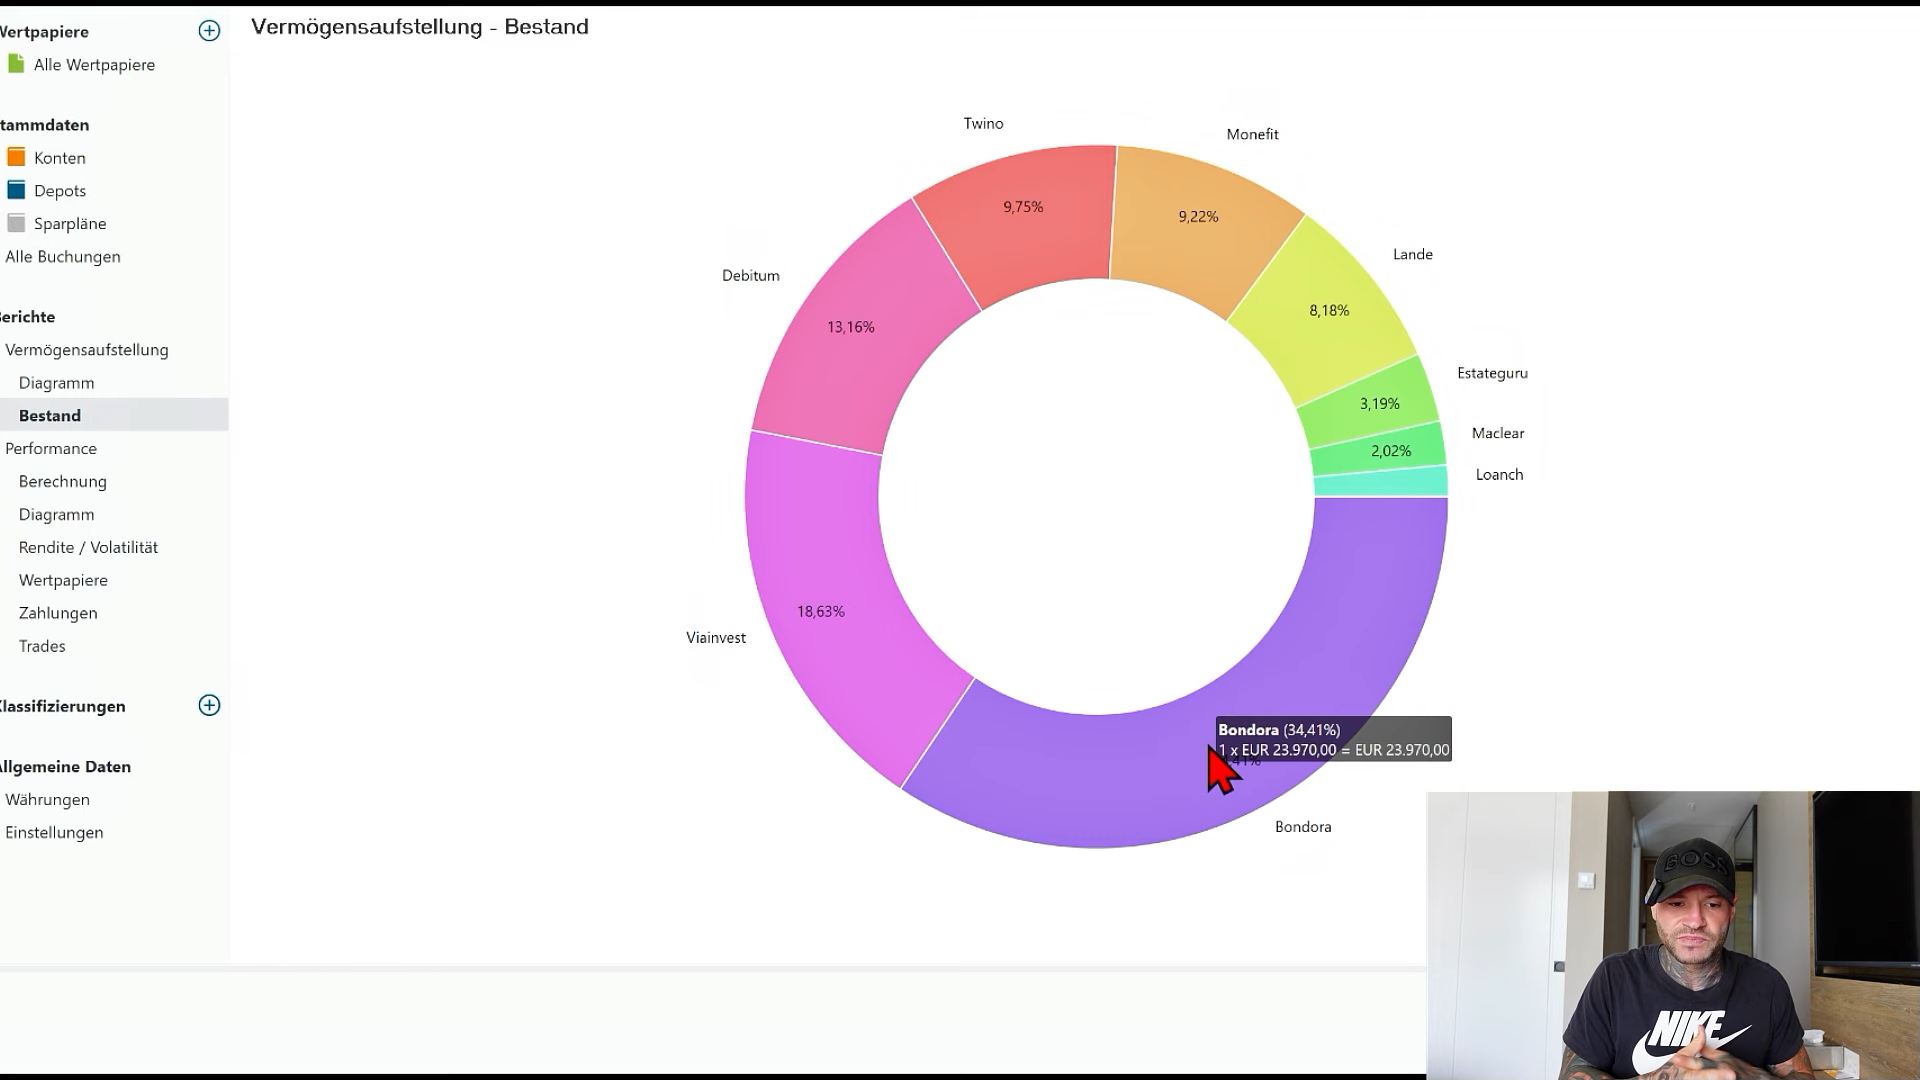 Wertpapiere
Alle Wertpapiere
tammdaten
Konten
Depots
Sparpläne
Alle Buchungen
Berichte
Vermögensaufstellung
Diagramm
Bestand
Performance
Berechnung
Diagramm
Rendite / Volatilität
Wertpapiere
Zahlungen
Trades
Klassifizierungen
Allgemeine Daten
Währungen
Einstellungen
Vermögensaufstellung - Bestand
Twino
9,75%
Monefit
9,22%
Lande
8,18%
Estateguru
3,19%
Maclear
2,02%
Loanch
Debitum
13,16%
Viainvest
18,63%
Bondora (34,41%)
1 x EUR 23.970,00 = EUR 23.970,00
41%
Bondora
BOSS
NIKE